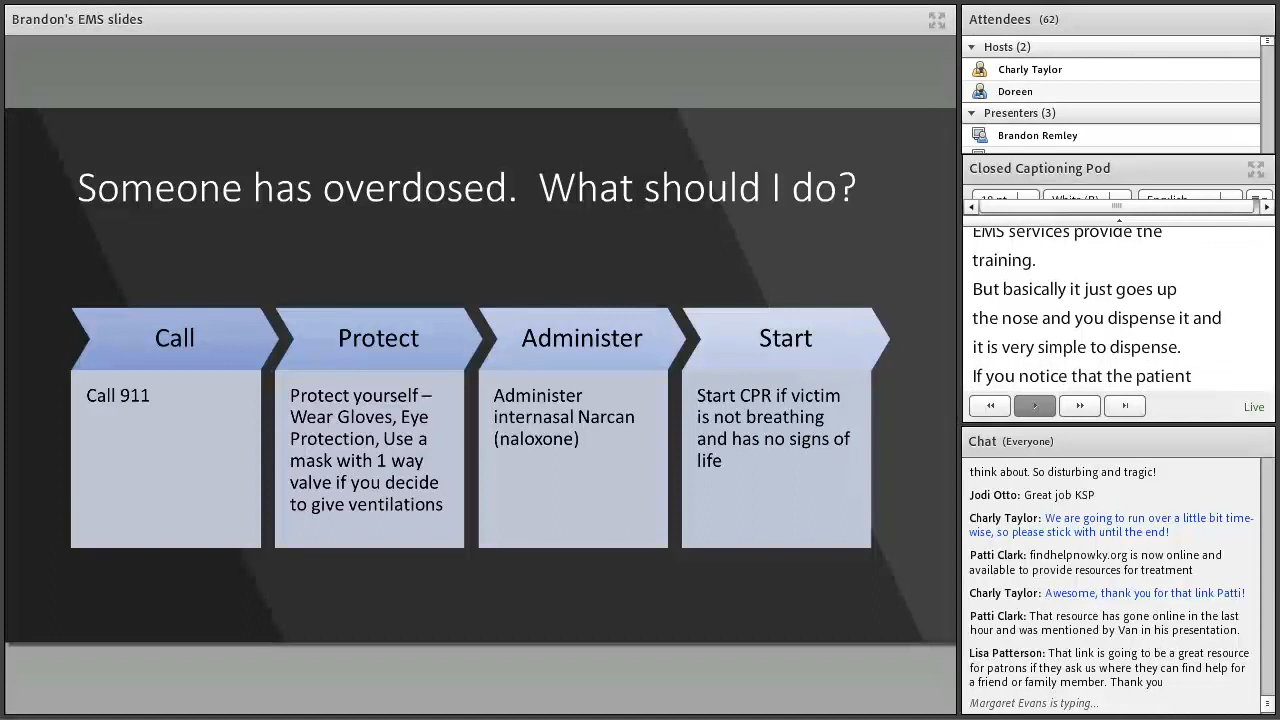 Brandon's EMS slides
Someone has overdosed.  What should I do?
Call
Call 911
Protect
Protect yourself –
Wear Gloves, Eye
Protection, Use a
mask with 1 way
valve if you decide
to give ventilations
Administer
Administer
internasal Narcan
(naloxone)
Start
Start CPR if victim
is not breathing
and has no signs of
life
Attendees (62)
Hosts (2)
Charly Taylor
Doreen
Presenters (3)
Brandon Remley
Closed Captioning Pod
EMS services provide the
training.
But basically it just goes up
the nose and you dispense it and
it is very simple to dispense.
If you notice that the patient
Live
Chat (Everyone)
think about. So disturbing and tragic!
Jodi Otto: Great job KSP
Charly Taylor: We are going to run over a little bit time-
wise, so please stick with until the end!
Patti Clark: findhelpnowky.org is now online and
available to provide resources for treatment
Charly Taylor: Awesome, thank you for that link Patti!
Patti Clark: That resource has gone online in the last
hour and was mentioned by Van in his presentation.
Lisa Patterson: That link is going to be a great resource
for patrons if they ask us where they can find help for
a friend or family member. Thank you
Margaret Evans is typing...